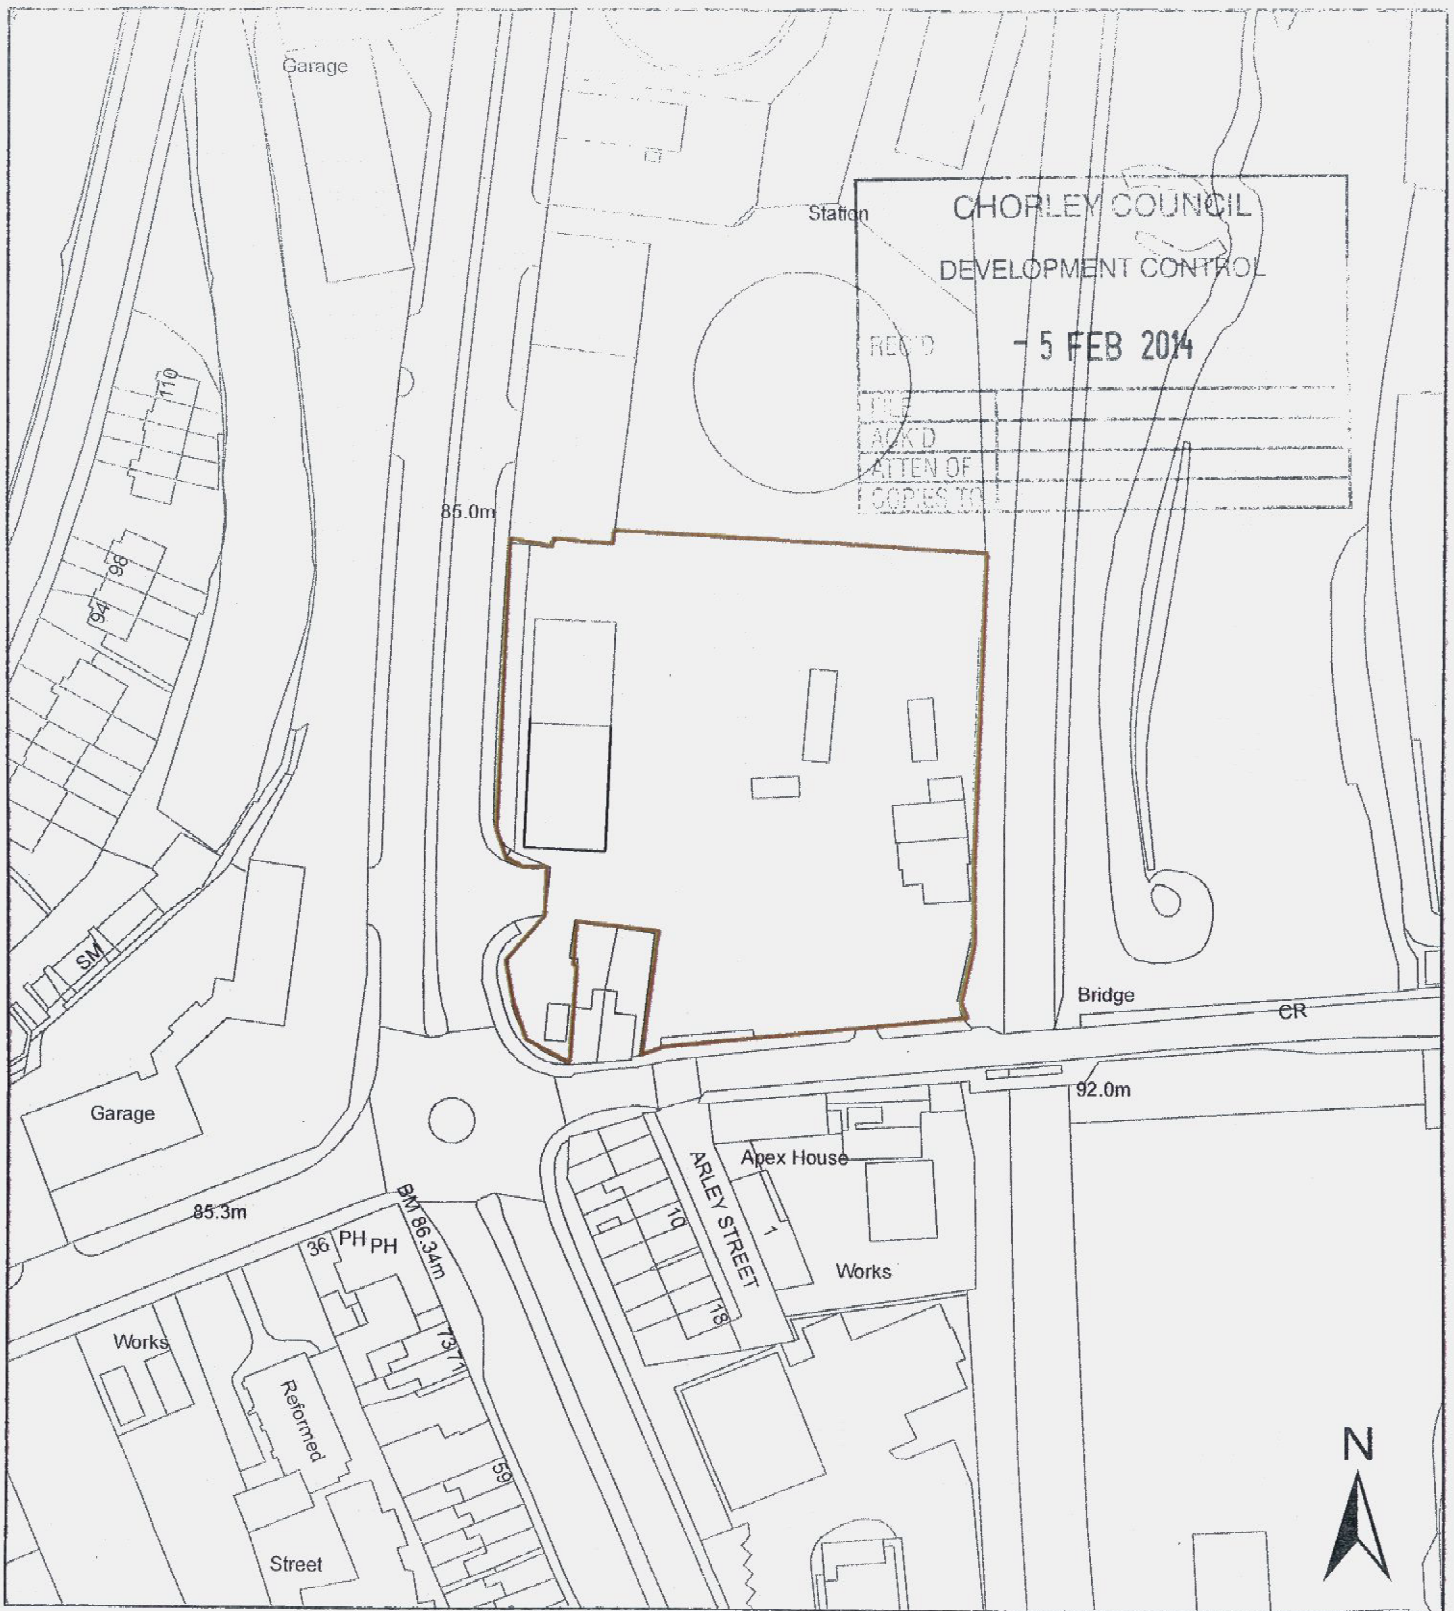 Garage
Station
CHORLEY COUNCIL
DEVELOPMENT CONTROL
REC'D - 5 FEB 2014
FILE
ACK'D
ATTEN OF
COPIES TO
110
85.0m
98
94
SM
Bridge
CR
92.0m
Garage
Apex House
ARLEY STREET
85.3m
BM 86.34m
10
1
36
PH PH
Works
18
Works
73
71
Reformed
59
N
Street